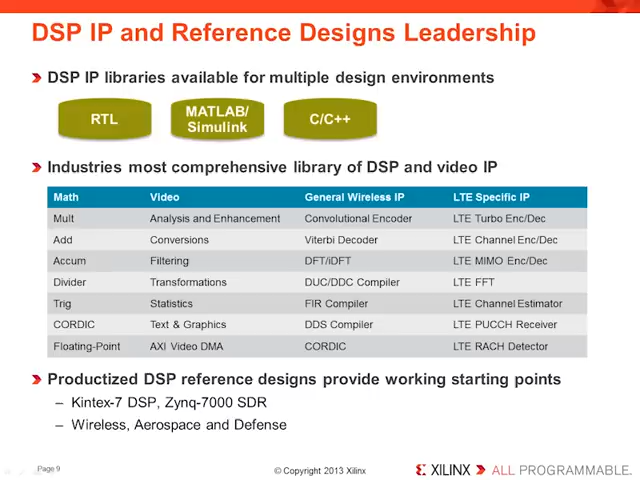 DSP IP and Reference Designs Leadership
DSP IP libraries available for multiple design environments
RTL
MATLAB/
Simulink
C/C++
Industries most comprehensive library of DSP and video IP
Math Video General Wireless IP LTE Specific IP
Mult Analysis and Enhancement Convolutional Encoder LTE Turbo Enc/Dec
Add Conversions Viterbi Decoder LTE Channel Enc/Dec
Accum Filtering DFT/iDFT LTE MIMO Enc/Dec
Divider Transformations DUC/DDC Compiler LTE FFT
Trig Statistics FIR Compiler LTE Channel Estimator
CORDIC Text & Graphics DDS Compiler LTE PUCCH Receiver
Floating-Point AXI Video DMA CORDIC LTE RACH Detector
Productized DSP reference designs provide working starting points
– Kintex-7 DSP, Zynq-7000 SDR
– Wireless, Aerospace and Defense
Page 9
© Copyright 2013 Xilinx
XILINX ALL PROGRAMMABLE.